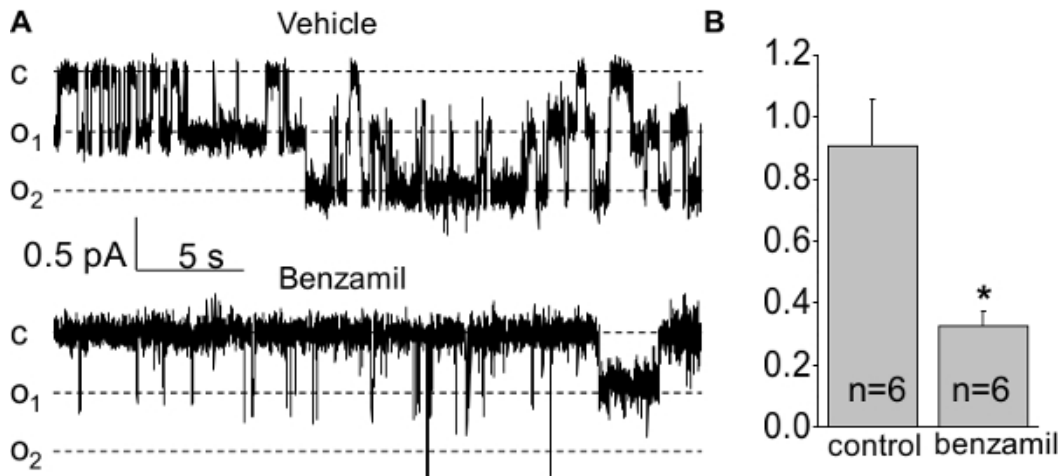 A
Vehicle
c
o1
o2
0.5 pA
5 s
Benzamil
c
o1
o2
B
1.2
1.0
0.8
0.6
0.4
0.2
0.0
*
n=6
n=6
control
benzamil